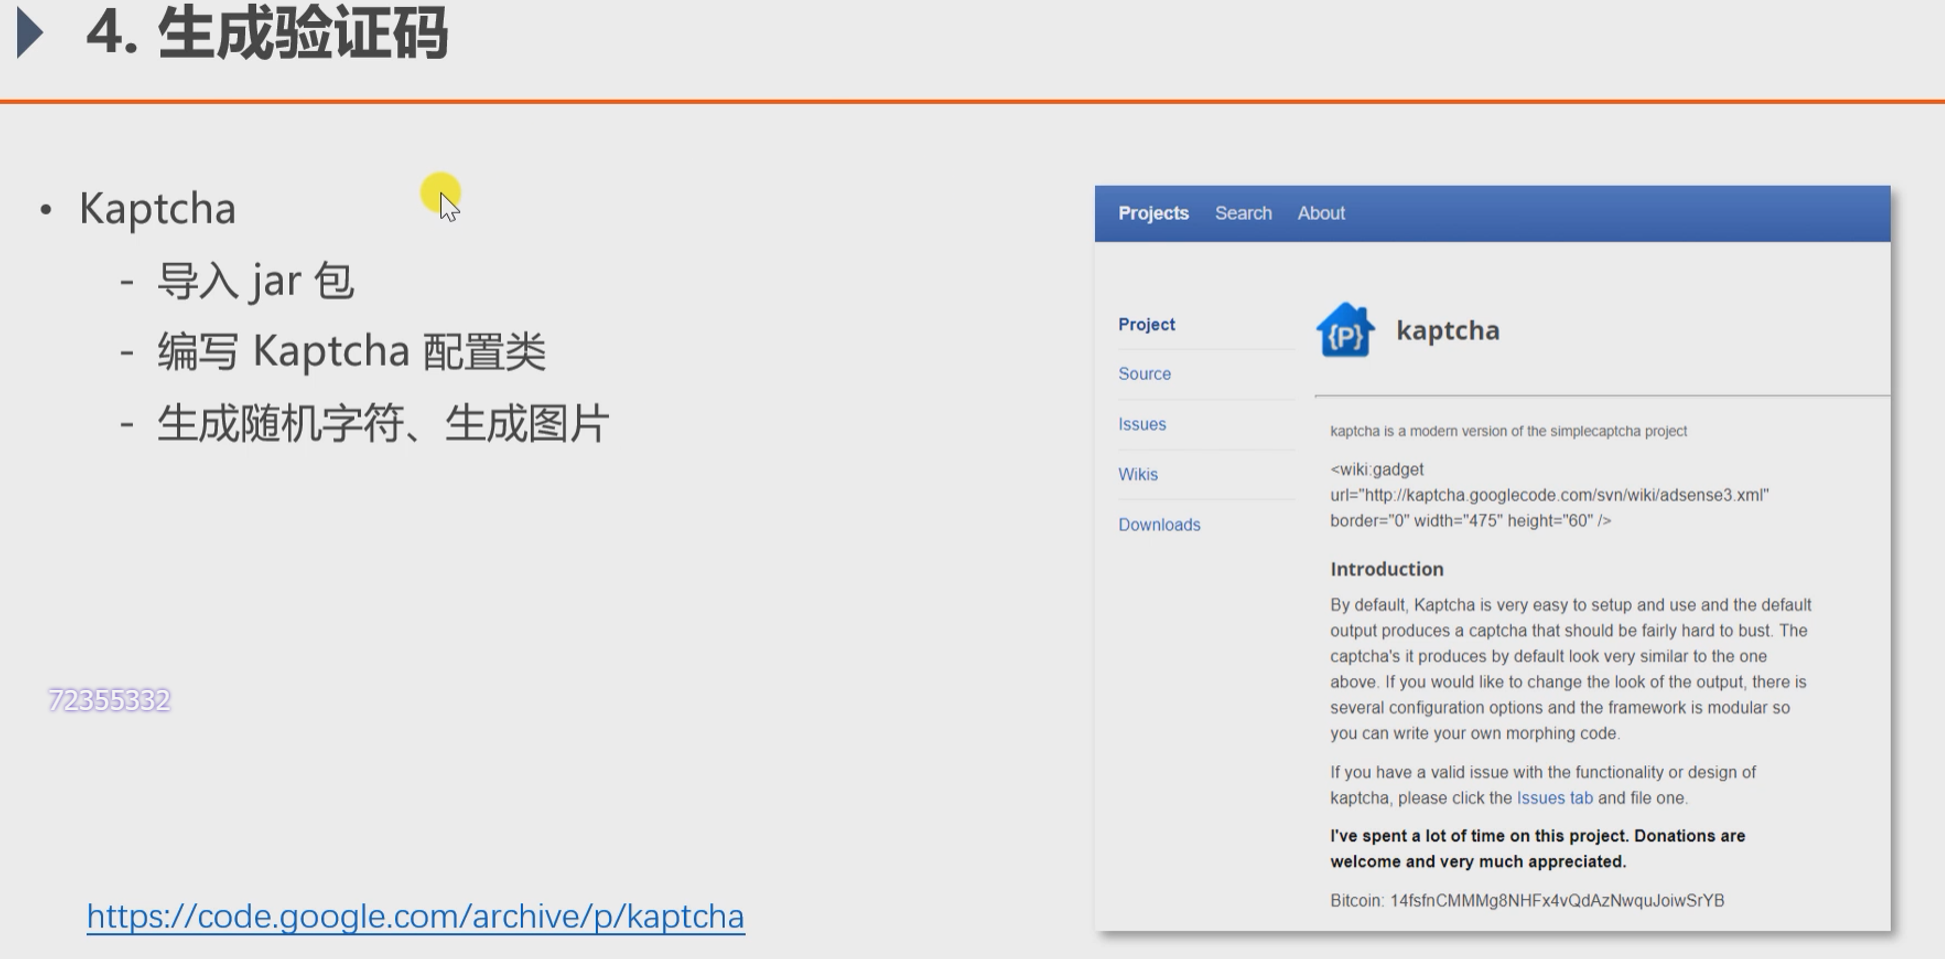 4. 生成验证码
• Kaptcha
- 导入 jar 包
- 编写 Kaptcha 配置类
- 生成随机字符、生成图片
72355332
https://code.google.com/archive/p/kaptcha
Projects Search About
Project
Source
Issues
Wikis
Downloads
{P} kaptcha
kaptcha is a modern version of the simplecaptcha project
<wiki:gadget
url="http://kaptcha.googlecode.com/svn/wiki/adsense3.xml"
border="0" width="475" height="60" />
Introduction
By default, Kaptcha is very easy to setup and use and the default
output produces a captcha that should be fairly hard to bust. The
captcha's it produces by default look very similar to the one
above. If you would like to change the look of the output, there is
several configuration options and the framework is modular so
you can write your own morphing code.
If you have a valid issue with the functionality or design of
kaptcha, please click the Issues tab and file one.
I've spent a lot of time on this project. Donations are
welcome and very much appreciated.
Bitcoin: 14fsfnCMMMg8NHFx4vQdAzNwquJoiwSrYB